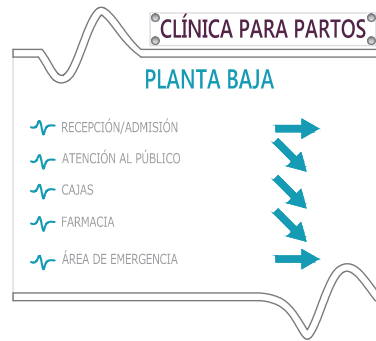 CLÍNICA PARA PARTOS
PLANTA BAJA
RECEPCIÓN/ADMISIÓN
ATENCIÓN AL PÚBLICO
CAJAS
FARMACIA
ÁREA DE EMERGENCIA